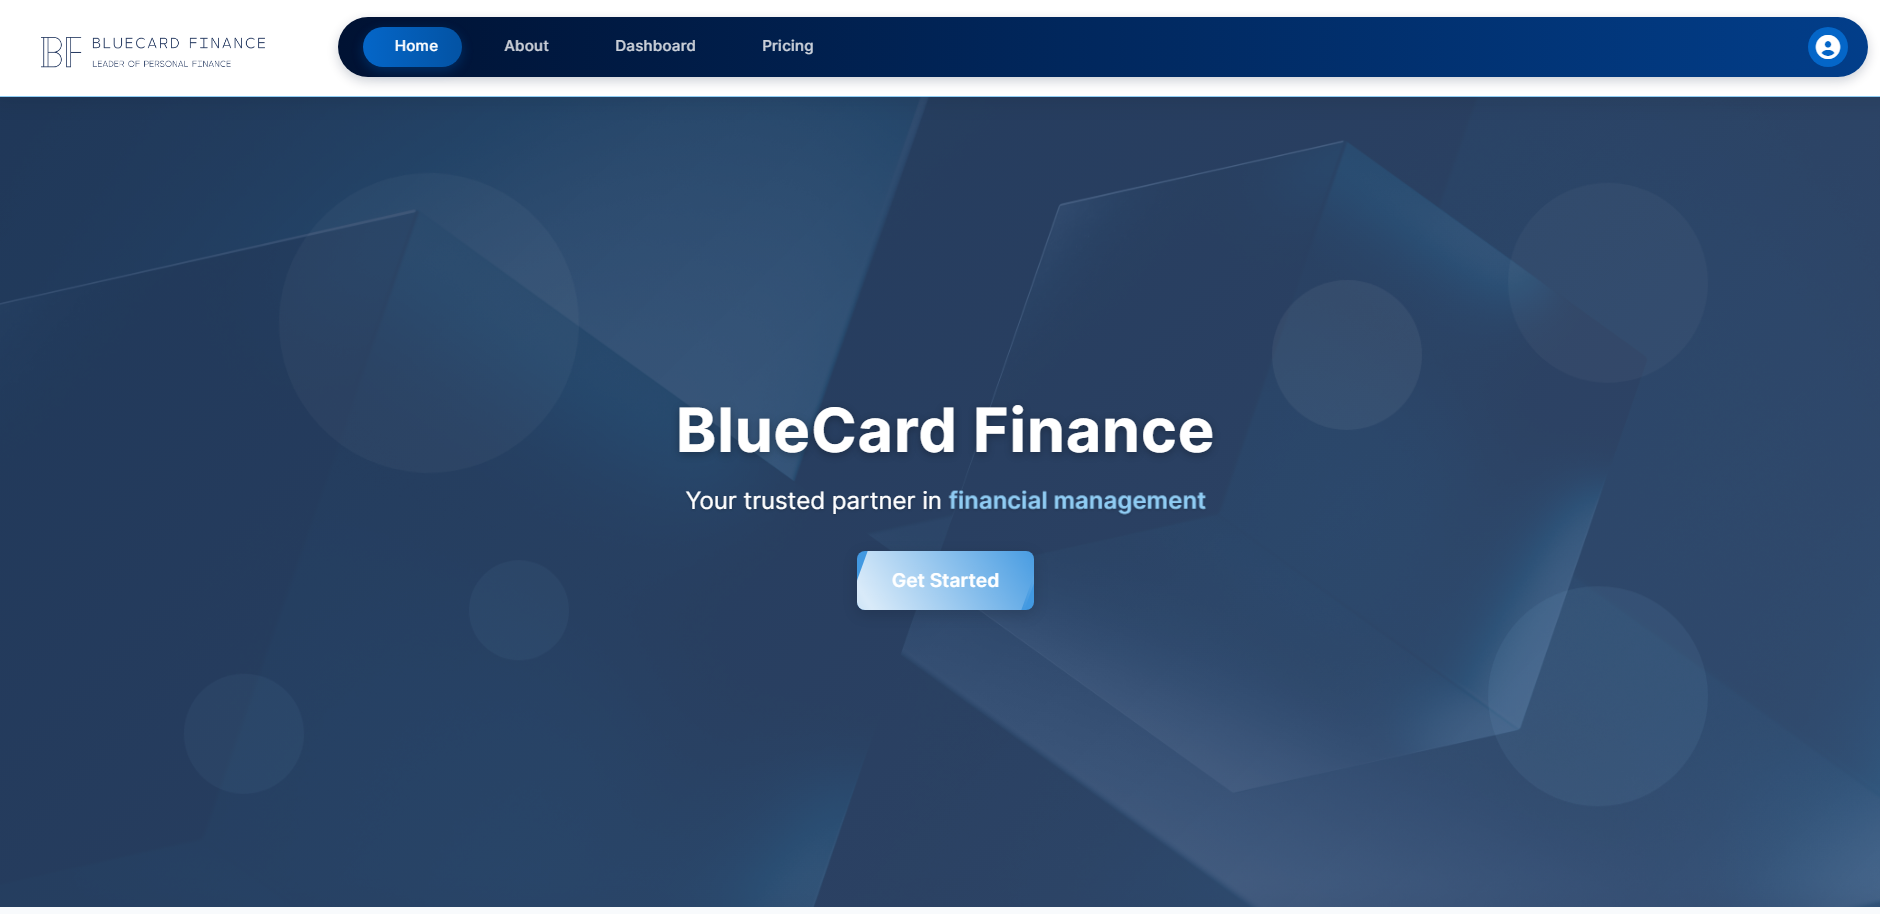 BF
BLUECARD FINANCE
LEADER OF PERSONAL FINANCE
Home About Dashboard Pricing
BlueCard Finance
Your trusted partner in financial management
Get Started